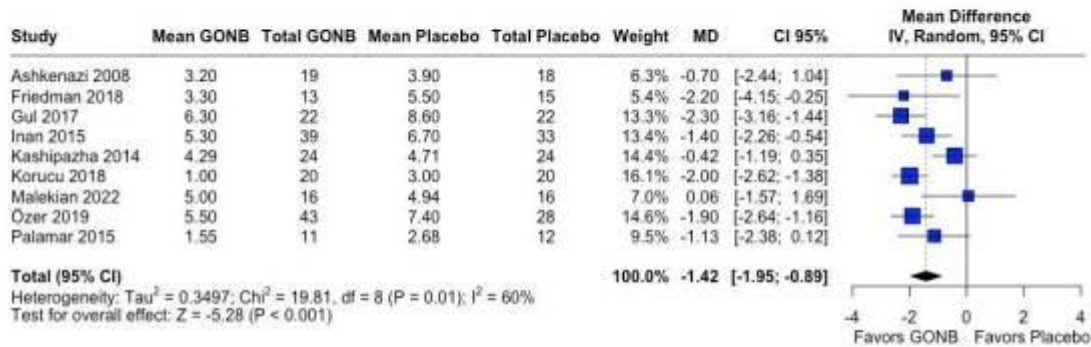 Mean Difference
Study Mean GONB Total GONB Mean Placebo Total Placebo Weight MD CI 95% IV, Random, 95% CI
Ashkenazi 2008 3.20 19 3.90 18 6.3% -0.70 [-2.44; 1.04]
Friedman 2018 3.30 13 5.50 15 5.4% -2.20 [-4.15; -0.25]
Gul 2017 6.30 22 8.60 22 13.3% -2.30 [-3.16; -1.44]
Inan 2015 5.30 39 6.70 33 13.4% -1.40 [-2.26; -0.54]
Kashipazha 2014 4.29 24 4.71 24 14.4% -0.42 [-1.19; 0.35]
Korucu 2018 1.00 20 3.00 20 16.1% -2.00 [-2.62; -1.38]
Malekian 2022 5.00 16 4.94 16 7.0% 0.06 [-1.57; 1.69]
Özer 2019 5.50 43 7.40 28 14.6% -1.90 [-2.64; -1.16]
Palamar 2015 1.55 11 2.68 12 9.5% -1.13 [-2.38; 0.12]
Total (95% CI) 100.0% -1.42 [-1.95; -0.89]
Heterogeneity: Tau² = 0.3497; Chi² = 19.81, df = 8 (P = 0.01); I² = 60%
Test for overall effect: Z = -5.28 (P < 0.001)
-4 -2 0 2 4
Favors GONB Favors Placebo